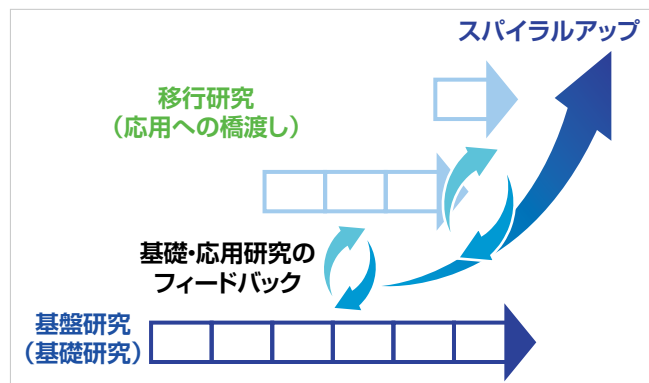 スパイラルアップ
移行研究
（応用への橋渡し）
基礎・応用研究の
フィードバック
基盤研究
（基礎研究）